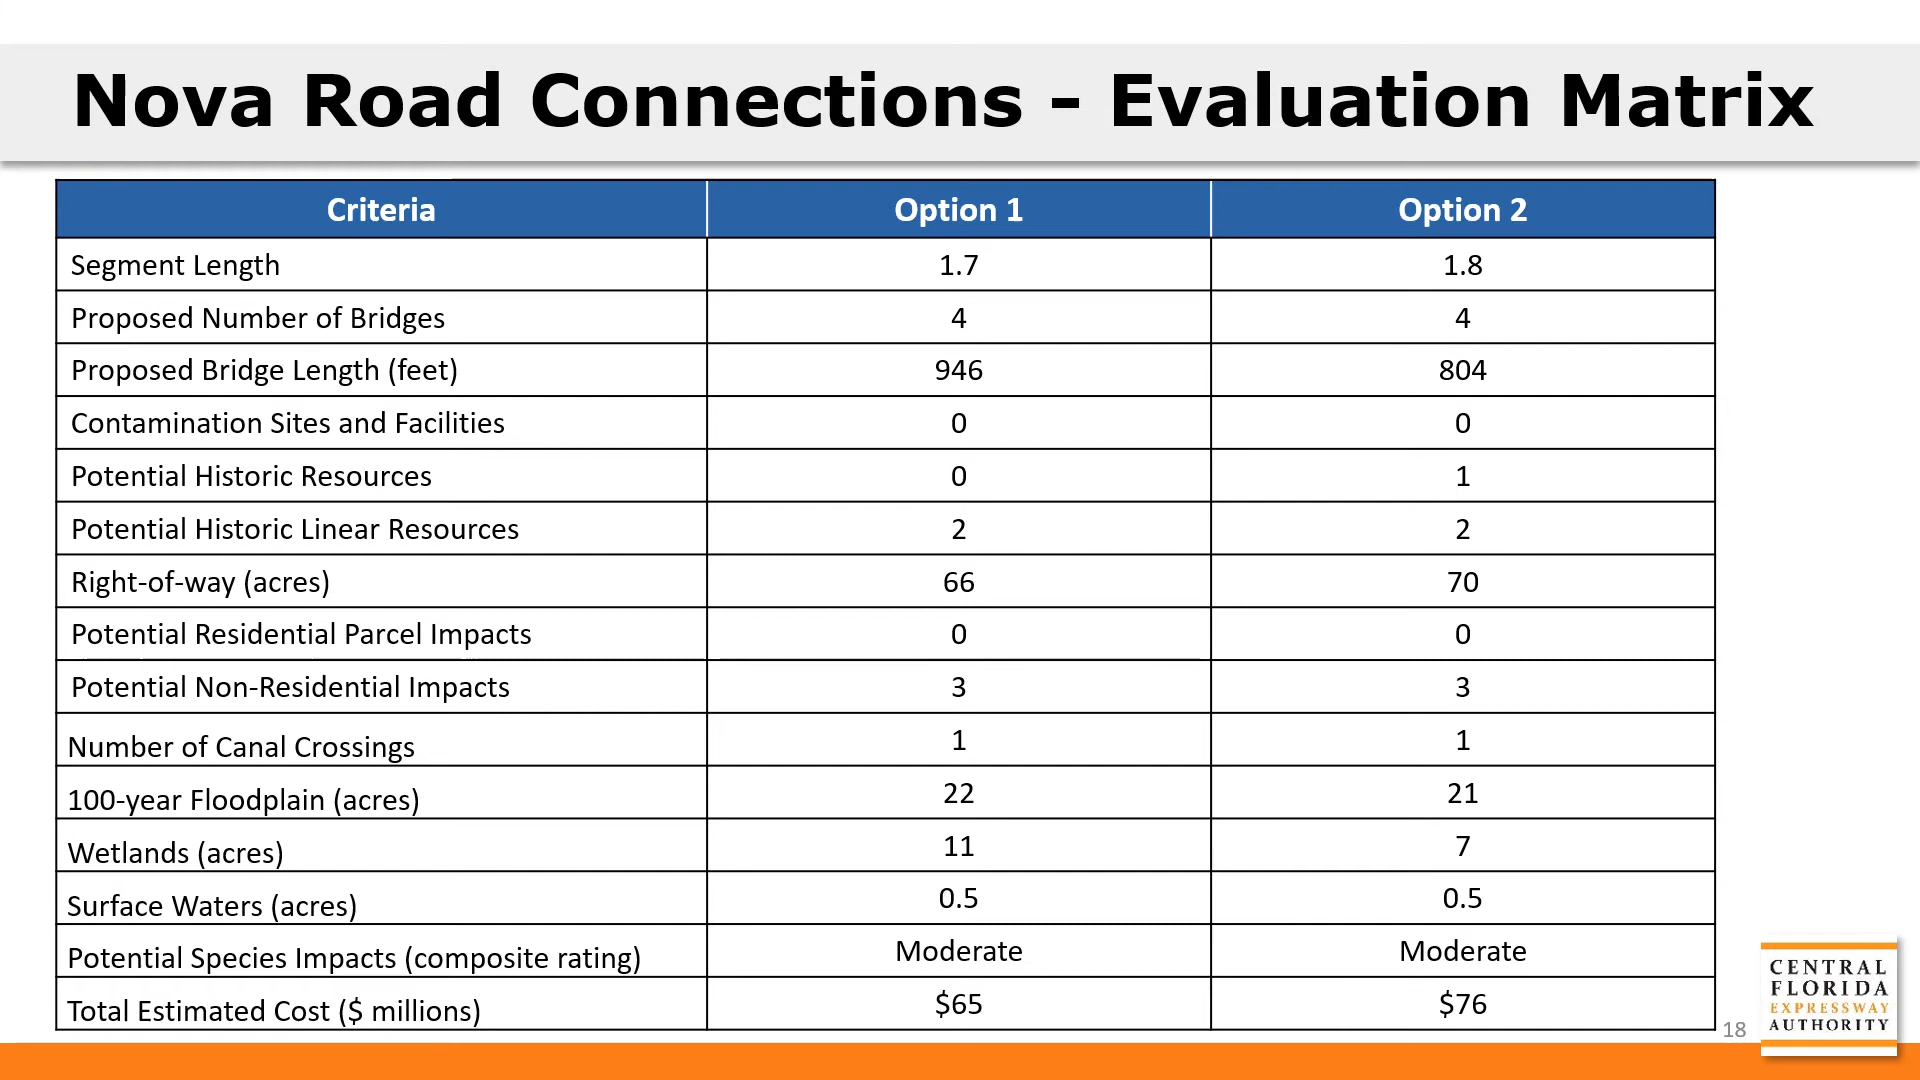 Nova Road Connections - Evaluation Matrix
Criteria Option 1 Option 2
Segment Length 1.7 1.8
Proposed Number of Bridges 4 4
Proposed Bridge Length (feet) 946 804
Contamination Sites and Facilities 0 0
Potential Historic Resources 0 1
Potential Historic Linear Resources 2 2
Right-of-way (acres) 66 70
Potential Residential Parcel Impacts 0 0
Potential Non-Residential Impacts 3 3
Number of Canal Crossings 1 1
100-year Floodplain (acres) 22 21
Wetlands (acres) 11 7
Surface Waters (acres) 0.5 0.5
Potential Species Impacts (composite rating) Moderate Moderate
Total Estimated Cost ($ millions) $65 $76
18
CENTRAL
FLORIDA
EXPRESSWAY
AUTHORITY